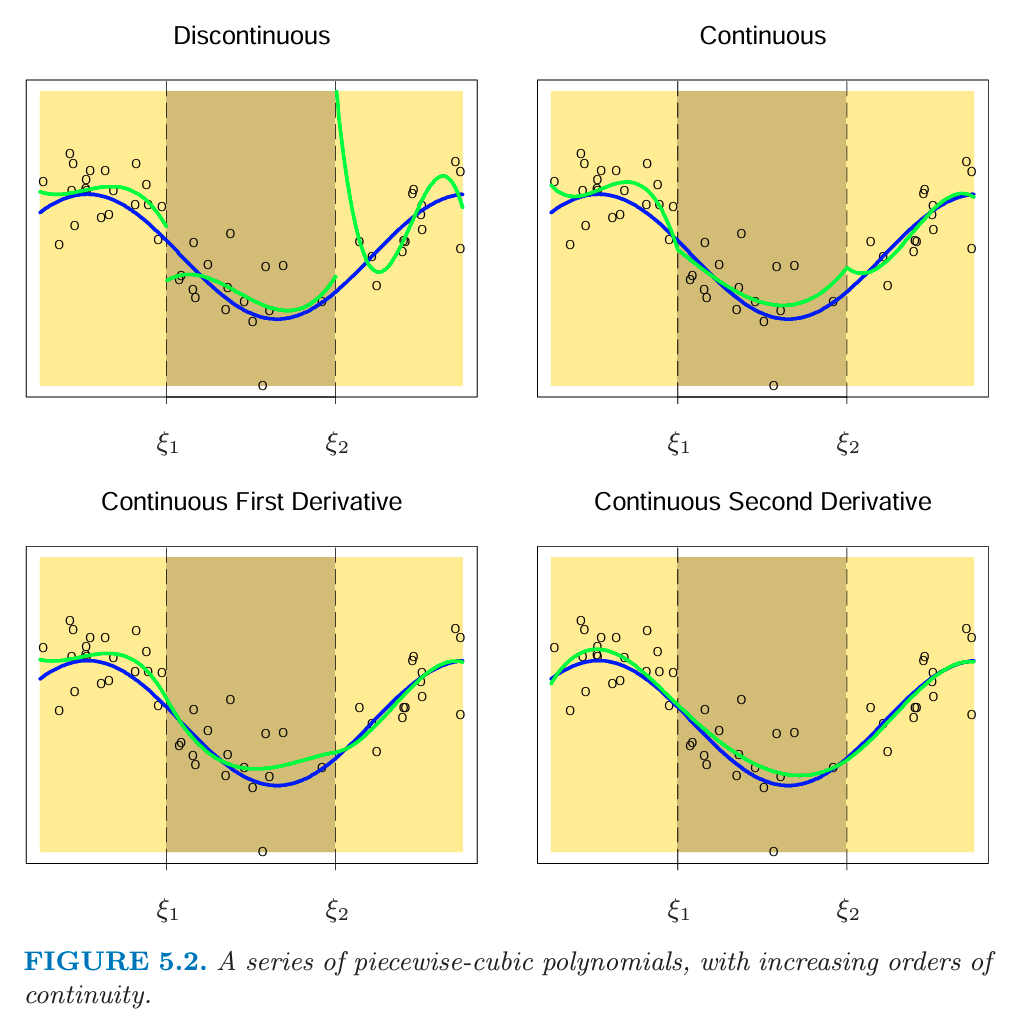 Discontinuous
Continuous
ξ1
ξ2
ξ1
ξ2
Continuous First Derivative
Continuous Second Derivative
ξ1
ξ2
ξ1
ξ2
FIGURE 5.2. A series of piecewise-cubic polynomials, with increasing orders of
continuity.